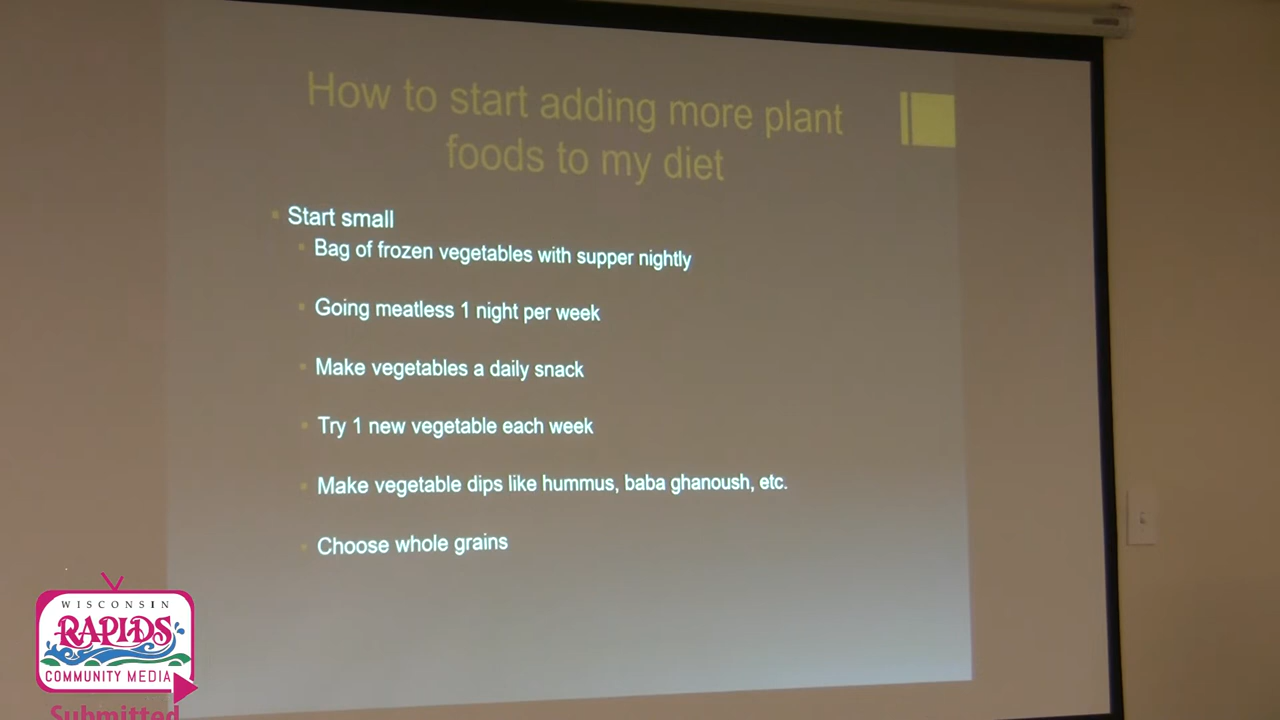 How to start adding more plant
foods to my diet
Start small
Bag of frozen vegetables with supper nightly
Going meatless 1 night per week
Make vegetables a daily snack
Try 1 new vegetable each week
Make vegetable dips like hummus, baba ghanoush, etc.
Choose whole grains
WISCONSIN
RAPIDS
COMMUNITY MEDIA
Submitted